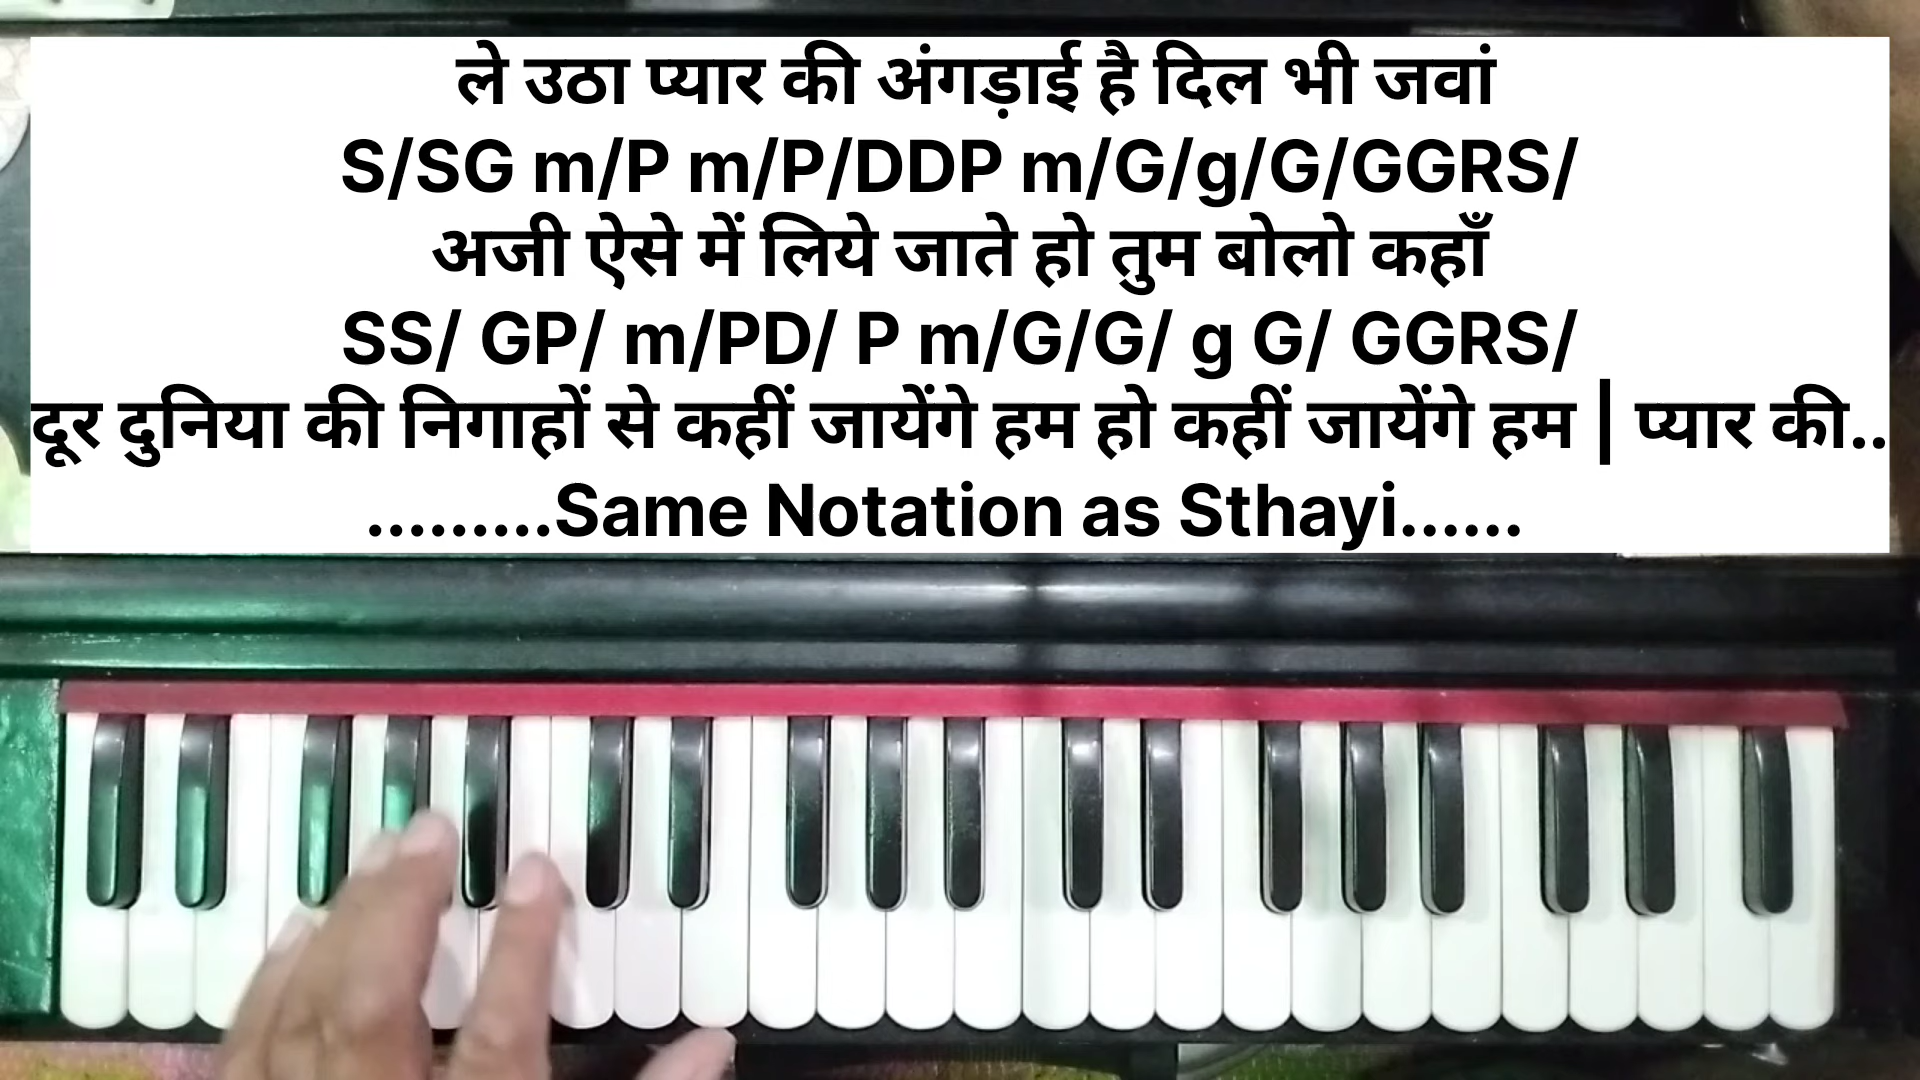 ले उठा प्यार की अंगड़ाई है दिल भी जवां
S/SG m/P m/P/DDP m/G/g/G/GGRS/
अजी ऐसे में लिये जाते हो तुम बोलो कहाँ
SS/ GP/ m/PD/ P m/G/G/ g G/ GGRS/
दूर दुनिया की निगाहों से कहीं जायेंगे हम हो कहीं जायेंगे हम | प्यार की..
.........Same Notation as Sthayi......